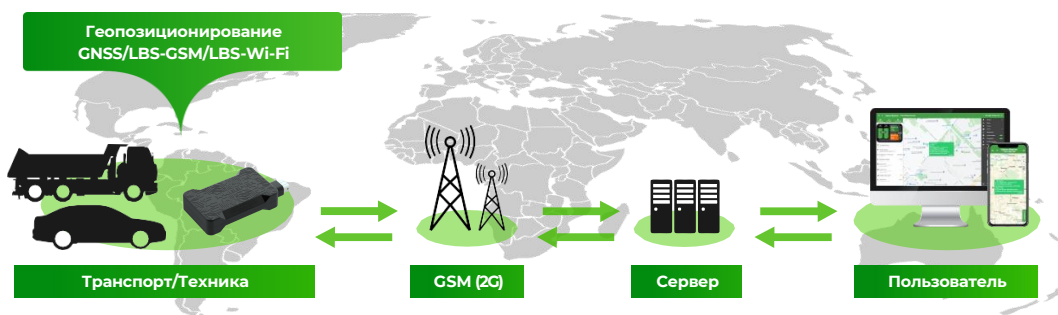 Геопозиционирование
GNSS/LBS-GSM/LBS-Wi-Fi
Транспорт/Техника
GSM (2G)
Сервер
Пользователь